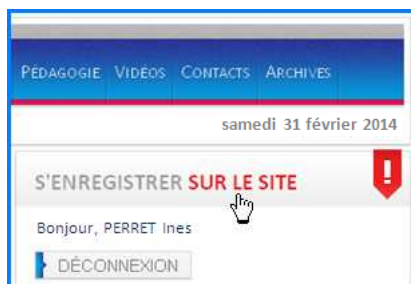 PÉDAGOGIE VIDÉOS CONTACTS ARCHIVES
samedi 31 février 2014
S'ENREGISTRER SUR LE SITE
!
Bonjour, PERRET Ines
DÉCONNEXION